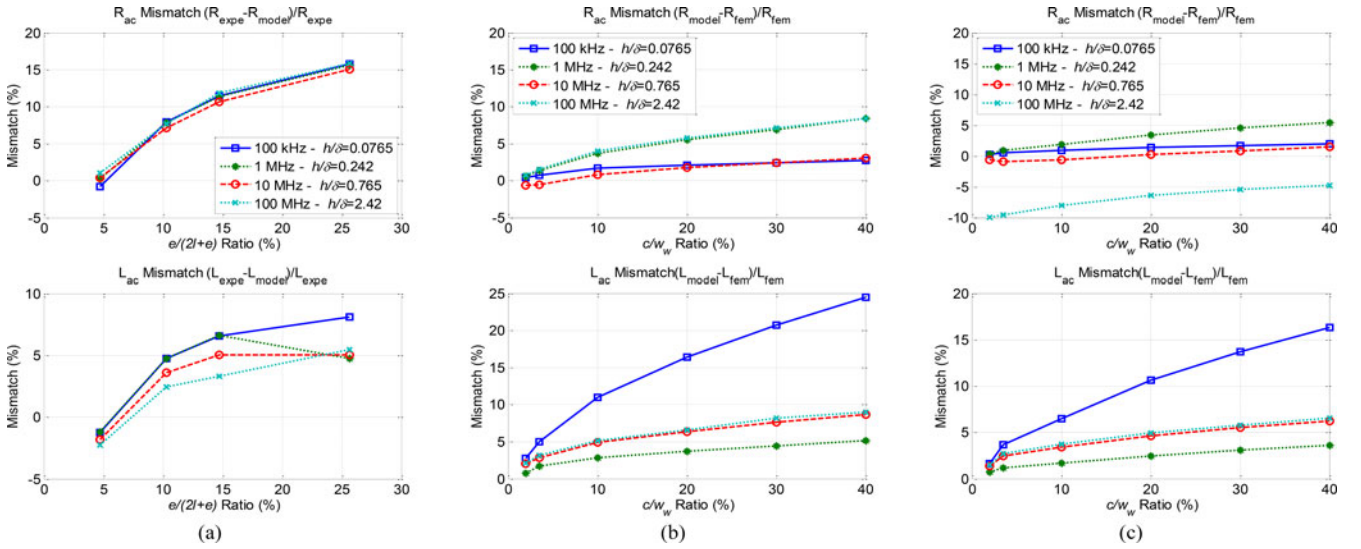 R_ac Mismatch (R_expe-R_model)/R_expe
15
10
5
0
-5
0
5
10
15
20
25
30
Mismatch (%)
e/(2l+e) Ratio (%)
100 kHz - h/δ=0.0765
1 MHz - h/δ=0.242
10 MHz - h/δ=0.765
100 MHz - h/δ=2.42
L_ac Mismatch (L_expe-L_model)/L_expe
10
5
0
-5
0
5
10
15
20
25
30
Mismatch (%)
e/(2l+e) Ratio (%)
(a)
R_ac Mismatch (R_model-R_fem)/R_fem
20
15
10
5
0
-5
0
10
20
30
40
Mismatch (%)
c/w_w Ratio (%)
100 kHz - h/δ=0.0765
1 MHz - h/δ=0.242
10 MHz - h/δ=0.765
100 MHz - h/δ=2.42
L_ac Mismatch(L_model-L_fem)/L_fem
25
20
15
10
5
0
0
10
20
30
40
Mismatch (%)
c/w_w Ratio (%)
(b)
R_ac Mismatch (R_model-R_fem)/R_fem
20
15
10
5
0
-5
-10
0
10
20
30
40
Mismatch (%)
c/w_w Ratio (%)
100 kHz - h/δ=0.0765
1 MHz - h/δ=0.242
10 MHz - h/δ=0.765
100 MHz - h/δ=2.42
L_ac Mismatch(L_model-L_fem)/L_fem
20
15
10
5
0
0
10
20
30
40
Mismatch (%)
c/w_w Ratio (%)
(c)